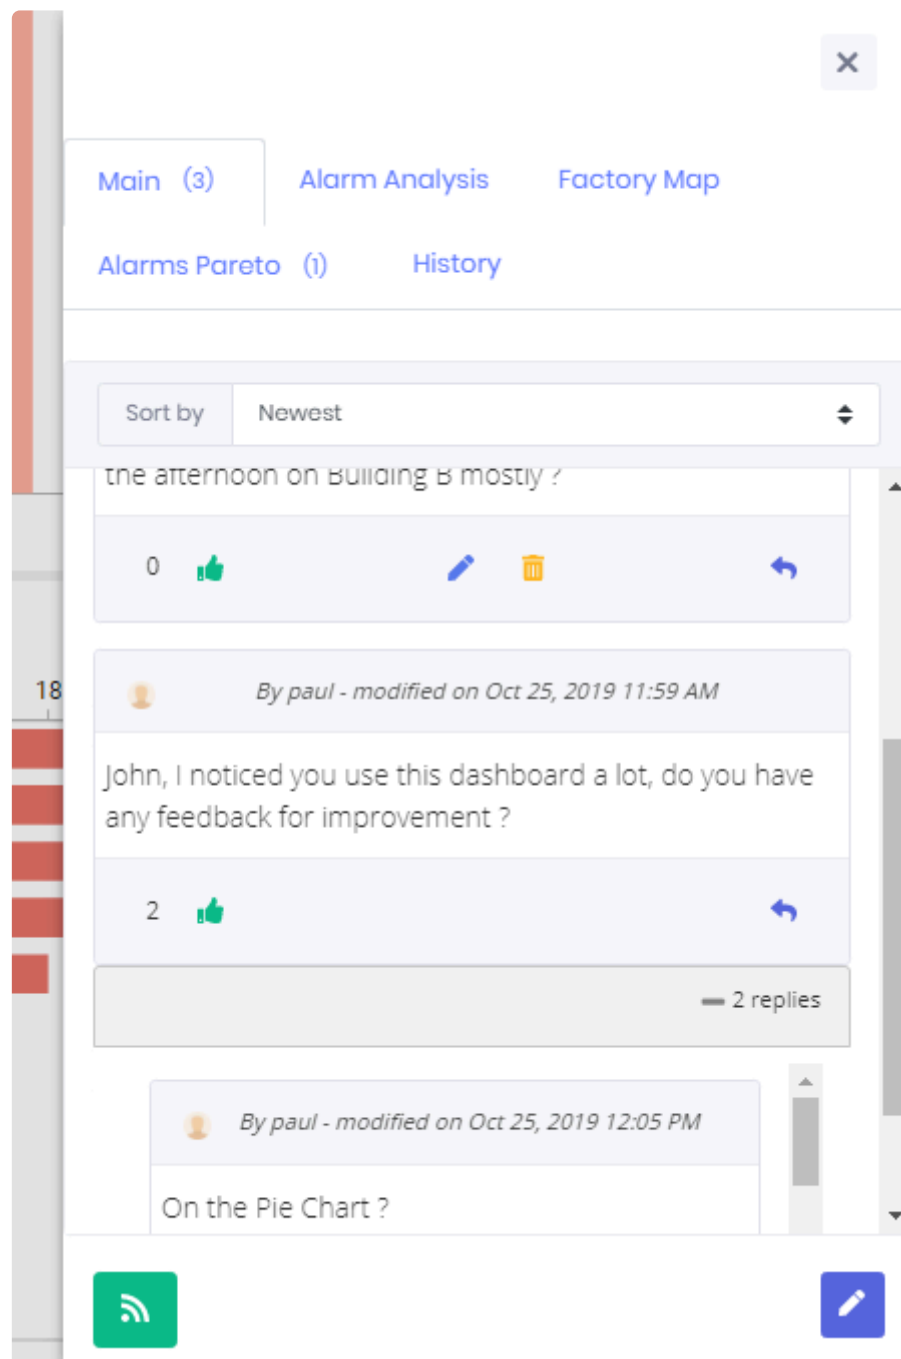 Main (3)
Alarm Analysis
Factory Map
Alarms Pareto (1)
History
Sort by
Newest
the afternoon on Building B mostly ?
0
18
By paul - modified on Oct 25, 2019 11:59 AM
John, I noticed you use this dashboard a lot, do you have
any feedback for improvement ?
2
2 replies
By paul - modified on Oct 25, 2019 12:05 PM
On the Pie Chart ?